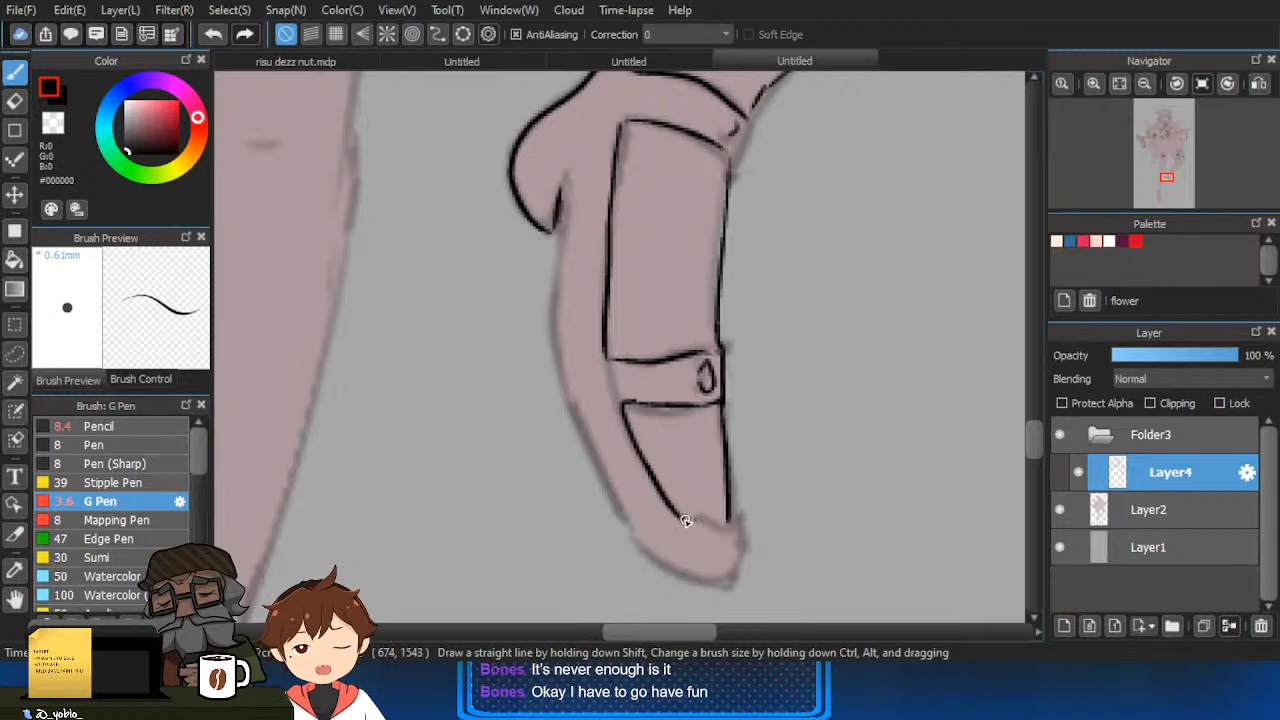 File(F) Edit(E) Layer(L) Filter(R) Select(S) Snap(N) Color(C) View(V) Tool(T) Window(W) Cloud Time-lapse Help
AntiAliasing Correction 0 Soft Edge
Color
risu dezz nut.mdp Untitled Untitled Untitled
Navigator
R:0
G:0
B:0
#000000
Brush Preview
0.61mm
Brush Preview Brush Control
Brush: G Pen
8.4 Pencil
8 Pen
8 Pen (Sharp)
39 Stipple Pen
3.6 G Pen
8 Mapping Pen
47 Edge Pen
30 Sumi
50 Watercolor
100 Watercolor
Palette
flower
Layer
Opacity 100 %
Blending Normal
Protect Alpha Clipping Lock
Folder3
Layer4
Layer2
Layer1
(674, 1543) Draw a straight line by holding down Shift, Change a brush size by holding down Ctrl, Alt, and dragging
Bones It's never enough is it
Bones Okay I have to go have fun